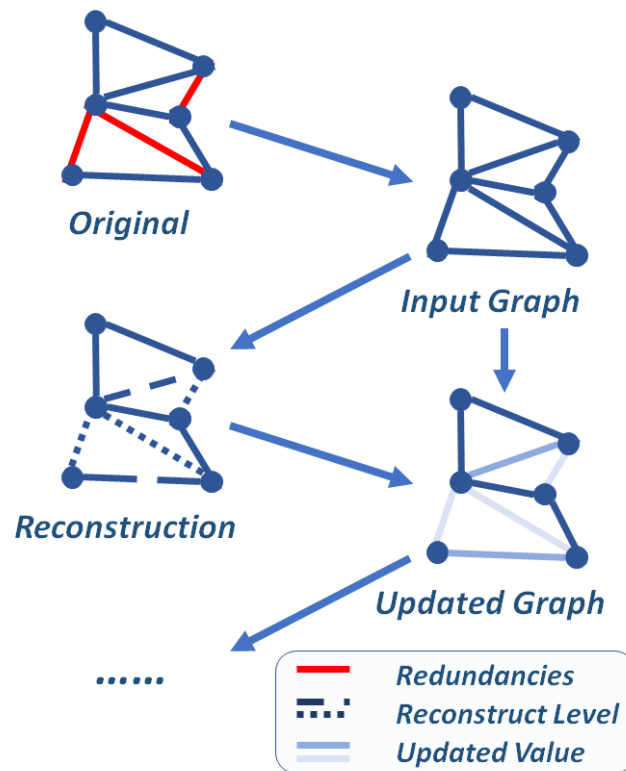 Original
Input Graph
Reconstruction
Updated Graph
......
Redundancies
Reconstruct Level
Updated Value